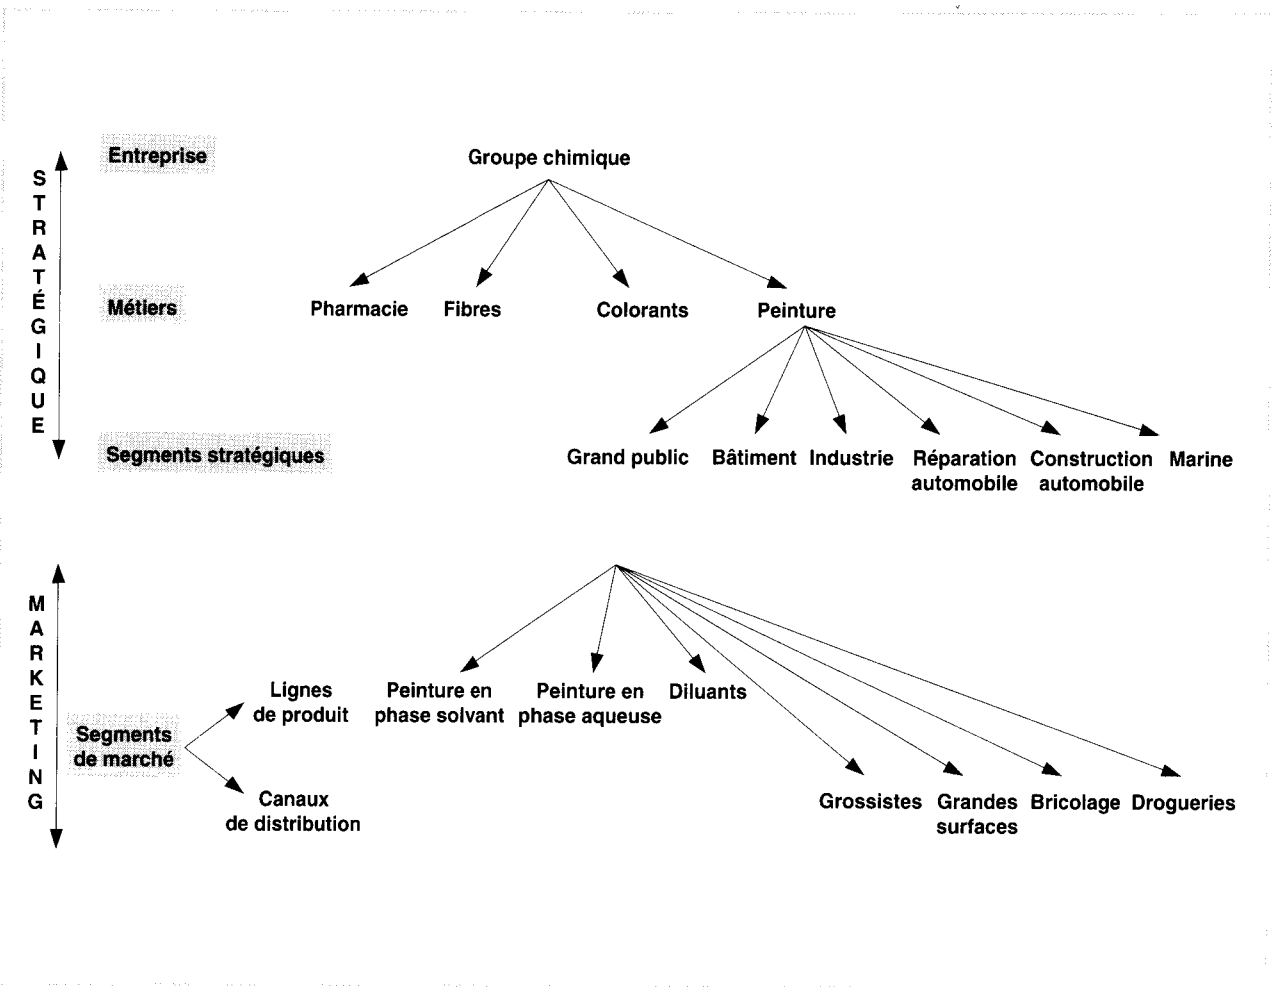 STRATÉGIQUE
Entreprise
Groupe chimique
Métiers
Pharmacie
Fibres
Colorants
Peinture
Segments stratégiques
Grand public
Bâtiment
Industrie
Réparation
automobile
Construction
automobile
Marine
MARKETING
Segments
de marché
Lignes
de produit
Peinture en
phase solvant
Peinture en
phase aqueuse
Diluants
Canaux
de distribution
Grossistes
Grandes
surfaces
Bricolage
Drogueries